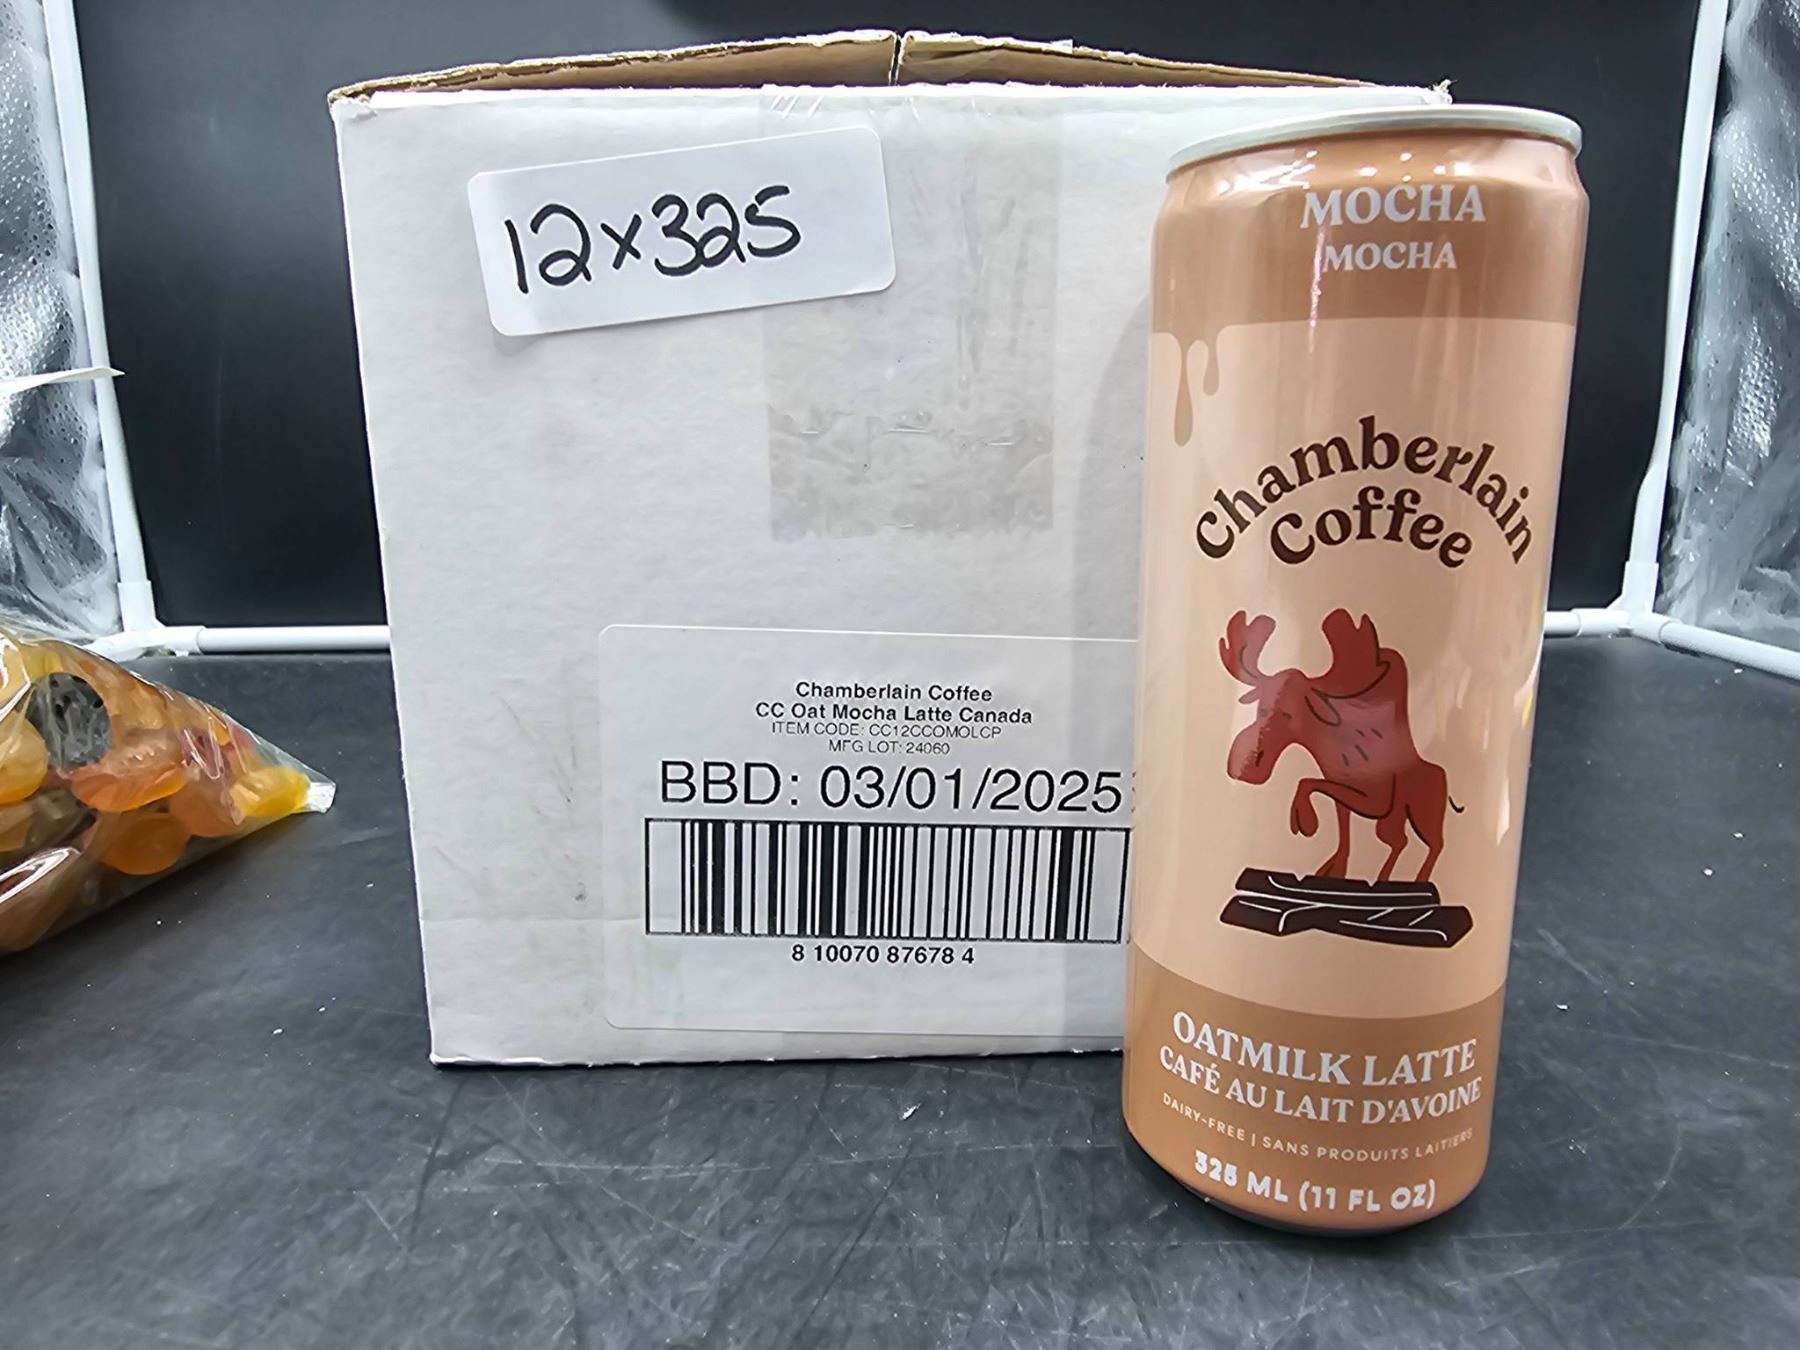 12x325
Chamberlain Coffee
CC Oat Mocha Latte Canada
ITEM CODE: CC12CCOMOLCP
MFG LOT: 24060
BBD: 03/01/2025
8 10070 87678 4
MOCHA
MOCHA
Chamberlain
Coffee
OATMILK LATTE
CAFÉ AU LAIT D'AVOINE
DAIRY-FREE | SANS PRODUITS LAITIERS
325 ML (11 FL OZ)